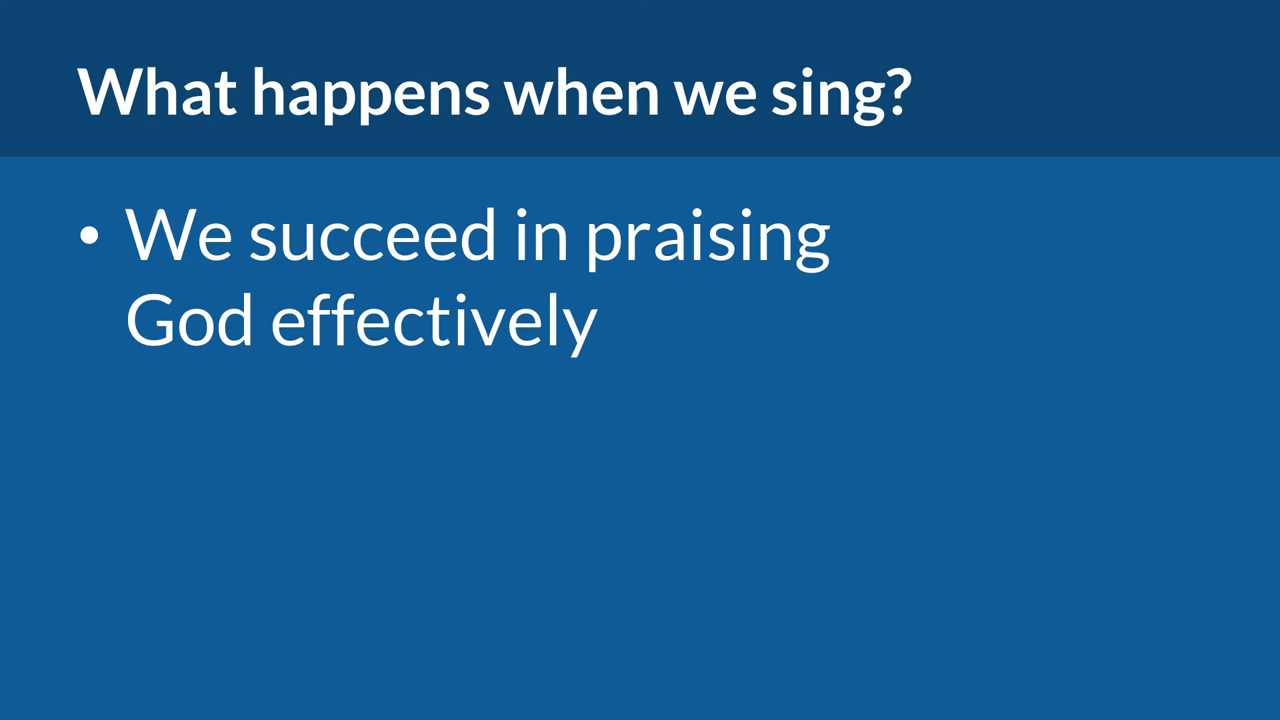 What happens when we sing?
• We succeed in praising
God effectively